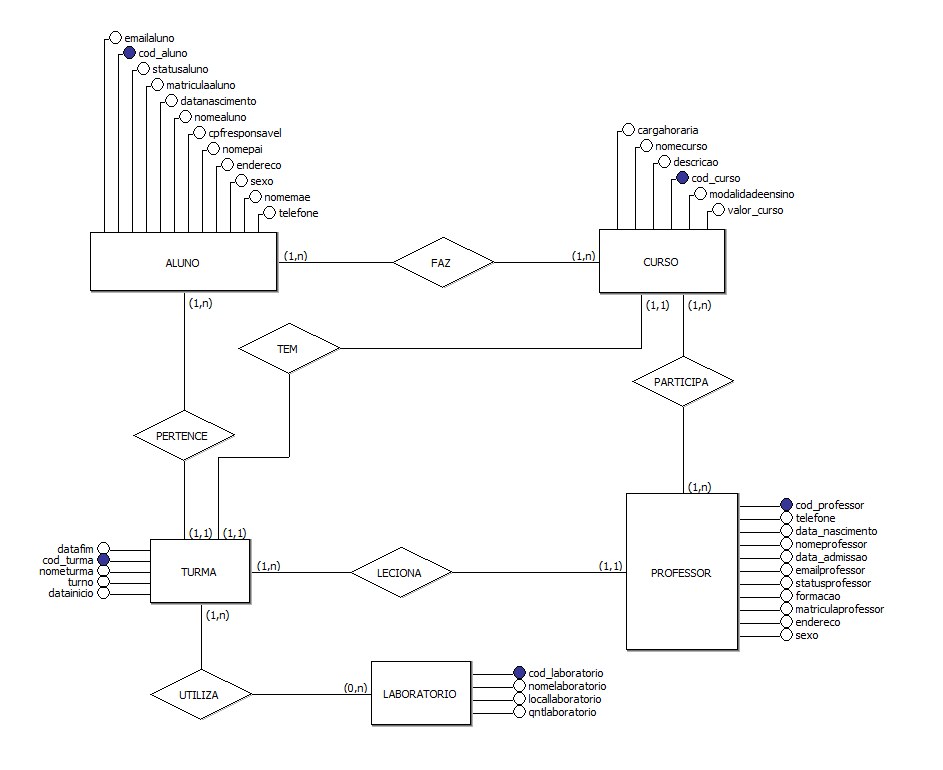 emailaluno
cod_aluno
statusaluno
matriculaaluno
datanascimento
nomealuno
cpfresponsavel
nomepai
endereco
sexo
nomemae
telefone
cargahoraria
nomecurso
descricao
cod_curso
modalidadeensino
valor_curso
ALUNO
(1,n)
FAZ
(1,n)
CURSO
(1,n)
(1,1)
(1,n)
TEM
PARTICIPA
PERTENCE
(1,n)
(1,1)
(1,1)
datafim
cod_turma
nometurma
turno
datainicio
TURMA
(1,n)
LECIONA
(1,1)
PROFESSOR
cod_professor
telefone
data_nascimento
nomeprofessor
data_admissao
emailprofessor
statusprofessor
formacao
matriculaprofessor
endereco
sexo
(1,n)
UTILIZA
(0,n)
LABORATORIO
cod_laboratorio
nomelaboratorio
locallaboratorio
qntlaboratorio